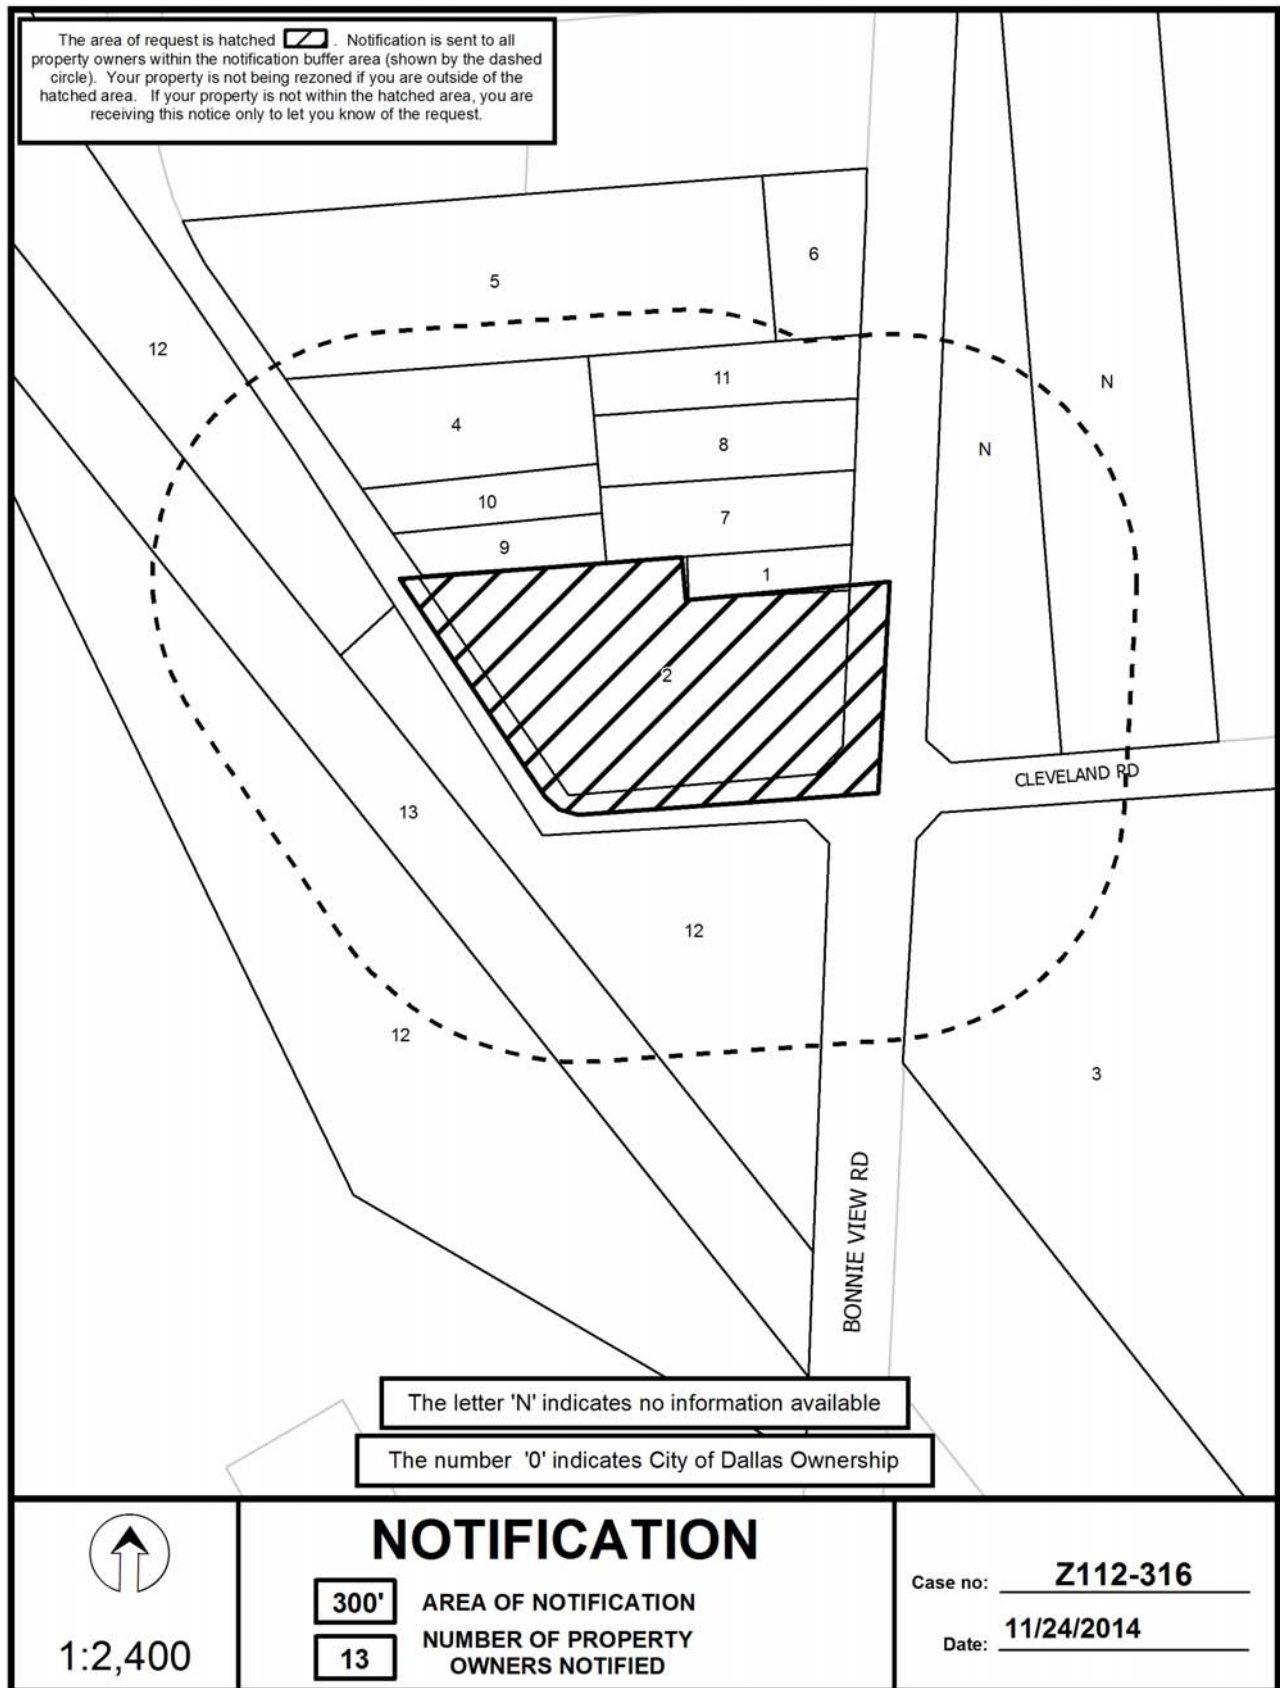 The area of request is hatched . Notification is sent to all
property owners within the notification buffer area (shown by the dashed
circle). Your property is not being rezoned if you are outside of the
hatched area. If your property is not within the hatched area, you are
receiving this notice only to let you know of the request.
6
5
12
11
N
4
8
N
10
7
9
1
2
CLEVELAND RD
13
12
12
3
BONNIE VIEW RD
The letter 'N' indicates no information available
The number '0' indicates City of Dallas Ownership
1:2,400
NOTIFICATION
300' AREA OF NOTIFICATION
13 NUMBER OF PROPERTY
OWNERS NOTIFIED
Case no: Z112-316
Date: 11/24/2014